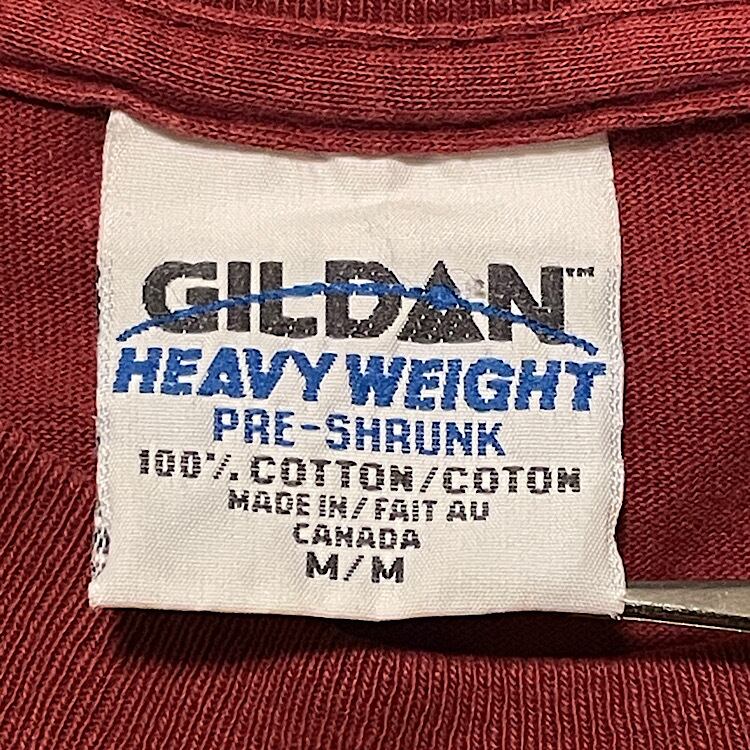 GILDAN™
HEAVY WEIGHT
PRE-SHRUNK
100% COTTON/COTON
MADE IN/FAIT AU
CANADA
M/M